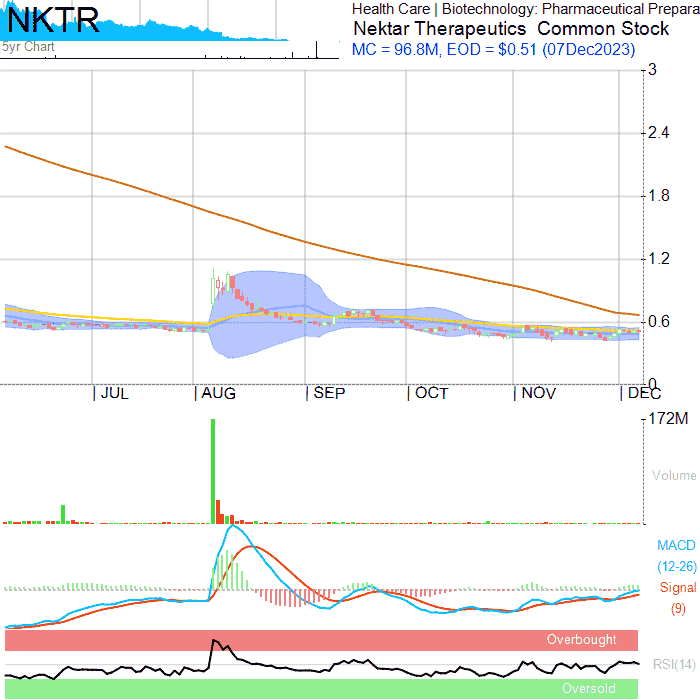 NKTR
5yr Chart
Health Care | Biotechnology: Pharmaceutical Prepara
Nektar Therapeutics Common Stock
MC = 96.8M, EOD = $0.51 (07Dec2023)
3
2.4
1.8
1.2
0.6
0
JUL AUG SEP OCT NOV DEC
172M
Volume
MACD
(12-26)
Signal
(9)
Overbought
RSI(14)
Oversold